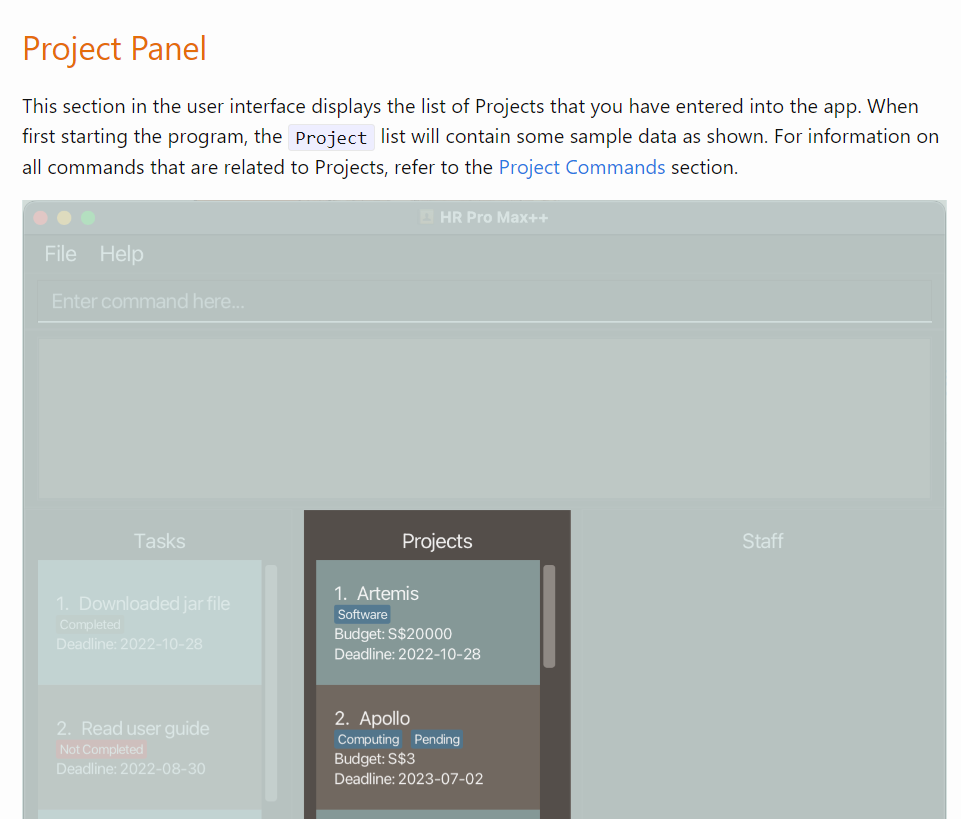 Project Panel
This section in the user interface displays the list of Projects that you have entered into the app. When
first starting the program, the Project list will contain some sample data as shown. For information on
all commands that are related to Projects, refer to the Project Commands section.
HR Pro Max++
File Help
Enter command here...
Tasks Projects Staff
1. Downloaded jar file
Completed
Deadline: 2022-10-28
2. Read user guide
Not Completed
Deadline: 2022-08-30
1. Artemis
Software
Budget: S$20000
Deadline: 2022-10-28
2. Apollo
Computing Pending
Budget: S$3
Deadline: 2023-07-02